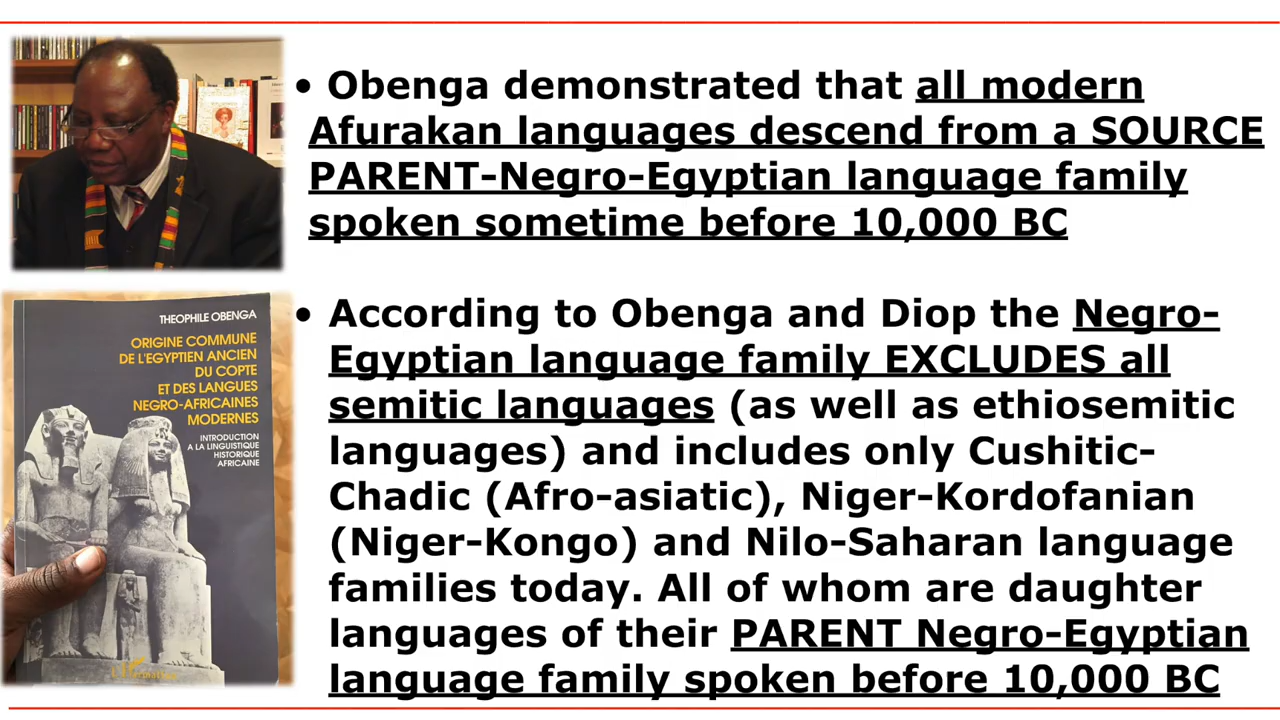 • Obenga demonstrated that all modern
Afurakan languages descend from a SOURCE
PARENT-Negro-Egyptian language family
spoken sometime before 10,000 BC
• According to Obenga and Diop the Negro-
Egyptian language family EXCLUDES all
semitic languages (as well as ethiosemitic
languages) and includes only Cushitic-
Chadic (Afro-asiatic), Niger-Kordofanian
(Niger-Kongo) and Nilo-Saharan language
families today. All of whom are daughter
languages of their PARENT Negro-Egyptian
language family spoken before 10,000 BC
THEOPHILE OBENGA
ORIGINE COMMUNE
DE L'EGYPTIEN ANCIEN
DU COPTE
ET DES LANGUES
NEGRO-AFRICAINES
MODERNES
INTRODUCTION
A LA LINGUISTIQUE
HISTORIQUE
AFRICAINE